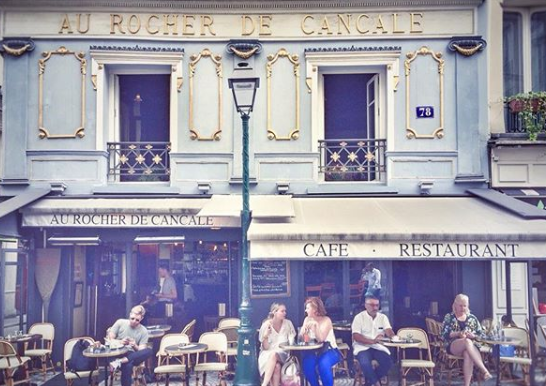 AU ROCHER DE CANCALE
78
AU ROCHER DE CANCALE
CAFE · RESTAURANT